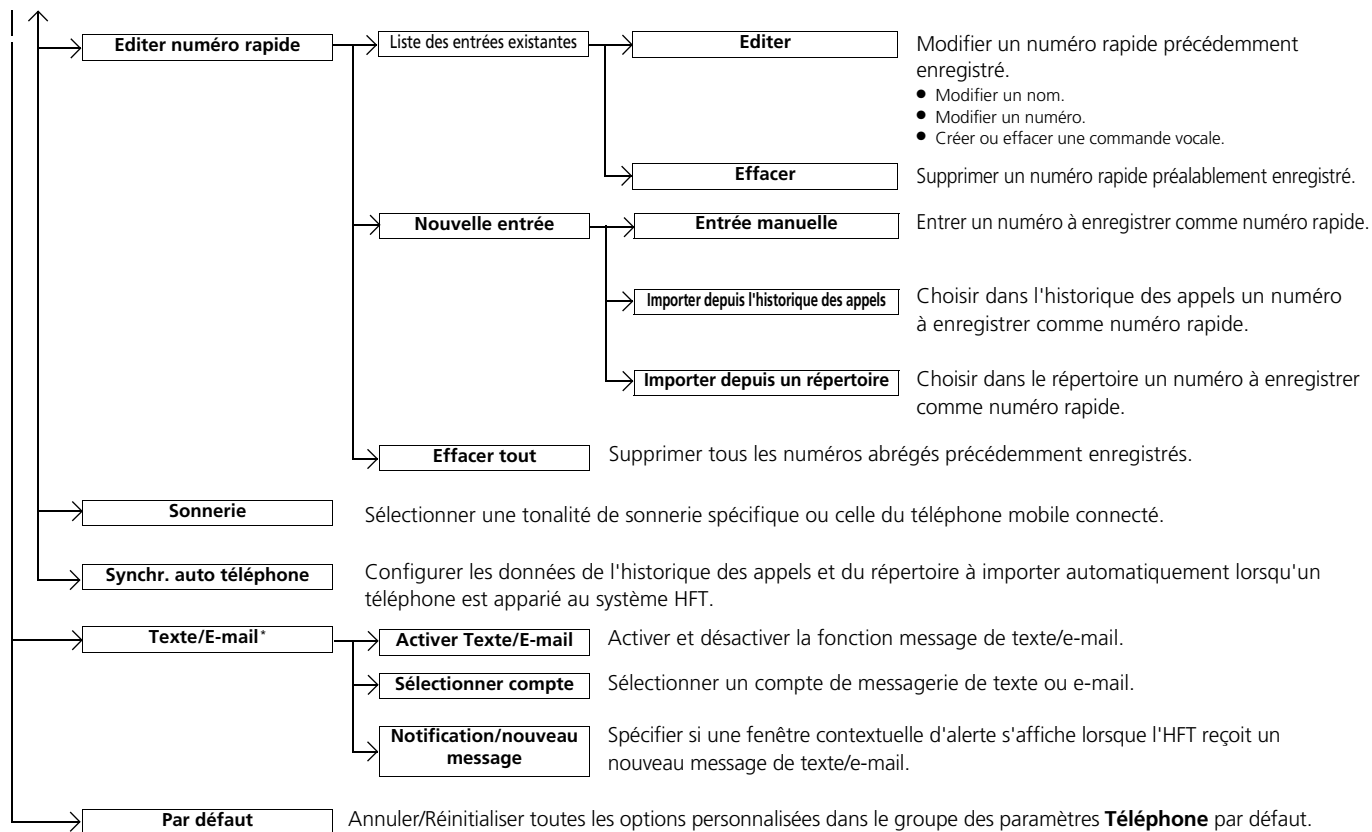 Editer numéro rapide
Liste des entrées existantes
Editer
Modifier un numéro rapide précédemment
enregistré.
● Modifier un nom.
● Modifier un numéro.
● Créer ou effacer une commande vocale.
Effacer
Supprimer un numéro rapide préalablement enregistré.
Nouvelle entrée
Entrée manuelle
Entrer un numéro à enregistrer comme numéro rapide.
Importer depuis l'historique des appels
Choisir dans l'historique des appels un numéro
à enregistrer comme numéro rapide.
Importer depuis un répertoire
Choisir dans le répertoire un numéro à enregistrer
comme numéro rapide.
Effacer tout
Supprimer tous les numéros abrégés précédemment enregistrés.
Sonnerie
Sélectionner une tonalité de sonnerie spécifique ou celle du téléphone mobile connecté.
Synchr. auto téléphone
Configurer les données de l'historique des appels et du répertoire à importer automatiquement lorsqu'un
téléphone est apparié au système HFT.
Texte/E-mail*
Activer Texte/E-mail
Activer et désactiver la fonction message de texte/e-mail.
Sélectionner compte
Sélectionner un compte de messagerie de texte ou e-mail.
Notification/nouveau
message
Spécifier si une fenêtre contextuelle d'alerte s'affiche lorsque l'HFT reçoit un
nouveau message de texte/e-mail.
Par défaut
Annuler/Réinitialiser toutes les options personnalisées dans le groupe des paramètres Téléphone par défaut.